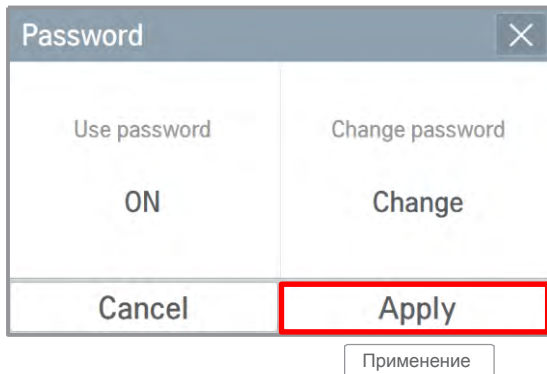 Password
Use password
Change password
ON
Change
Cancel
Apply
Применение